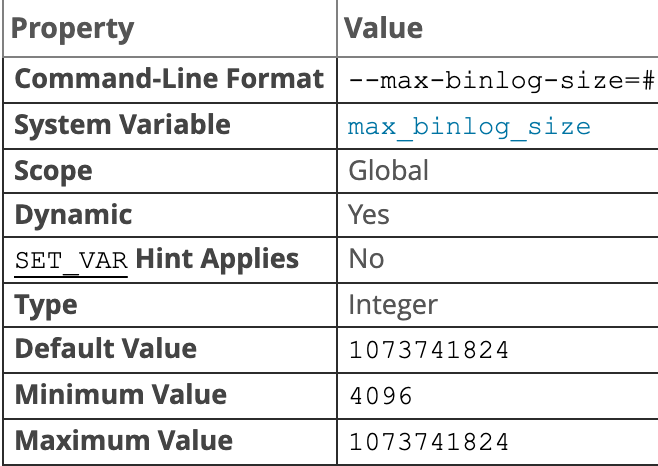 Property Value
Command-Line Format --max-binlog-size=#
System Variable max_binlog_size
Scope Global
Dynamic Yes
SET_VAR Hint Applies No
Type Integer
Default Value 1073741824
Minimum Value 4096
Maximum Value 1073741824